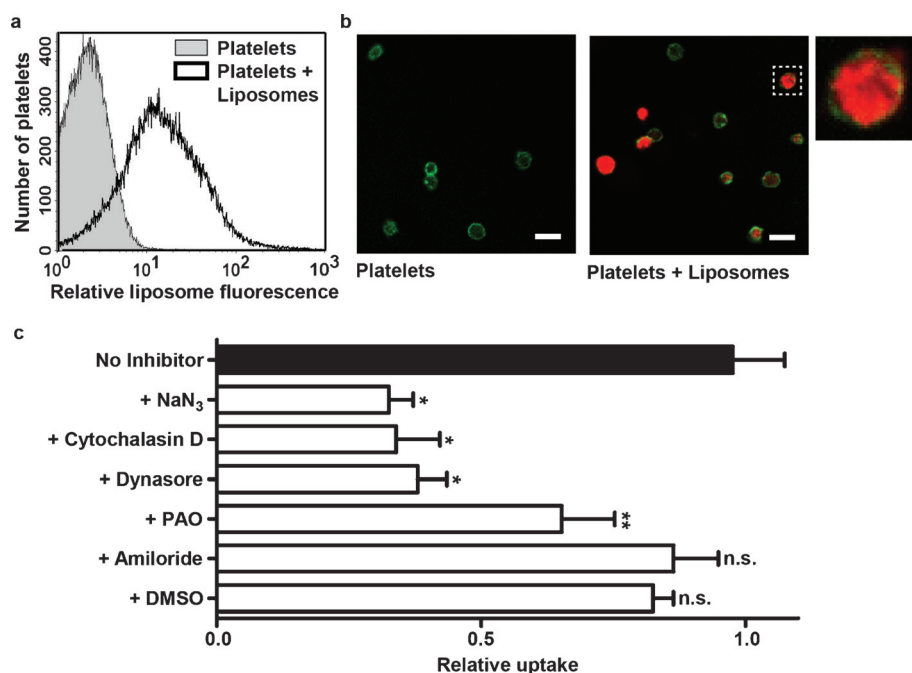 a
Platelets
Platelets +
Liposomes
Number of platelets
400
300
200
100
0
10⁰ 10¹ 10² 10³
Relative liposome fluorescence
b
Platelets
Platelets + Liposomes
c
No Inhibitor
+ NaN₃ *
+ Cytochalasin D *
+ Dynasore *
+ PAO **
+ Amiloride n.s.
+ DMSO n.s.
0.0 0.5 1.0
Relative uptake